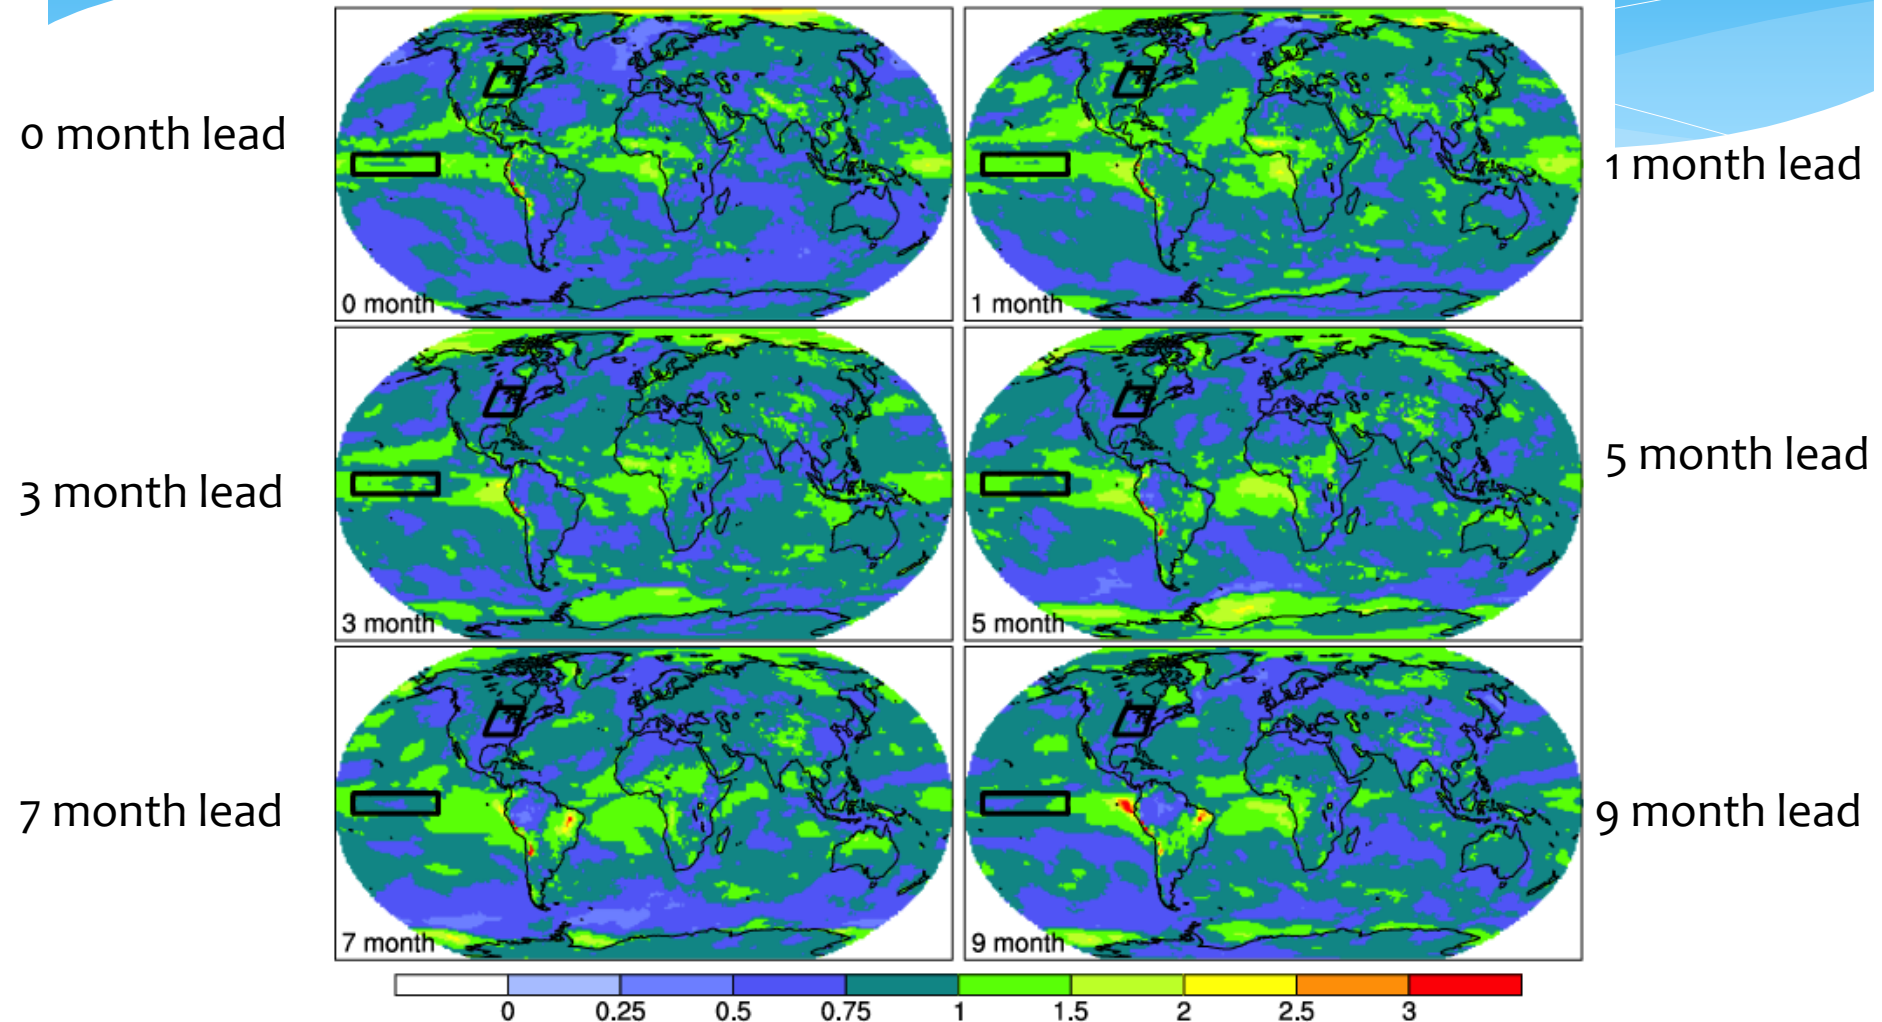 0 month lead
0 month
1 month
1 month lead
3 month lead
3 month
5 month
5 month lead
7 month lead
7 month
9 month
9 month lead
0 0.25 0.5 0.75 1 1.5 2 2.5 3